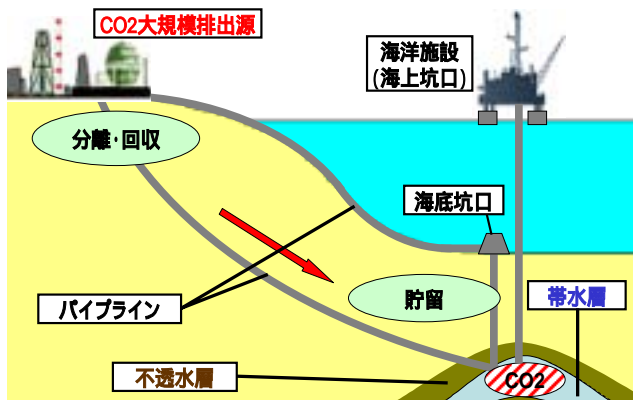 CO2大規模排出源
海洋施設
(海上坑口)
分離・回収
海底坑口
パイプライン
貯留
帯水層
不透水層
CO2